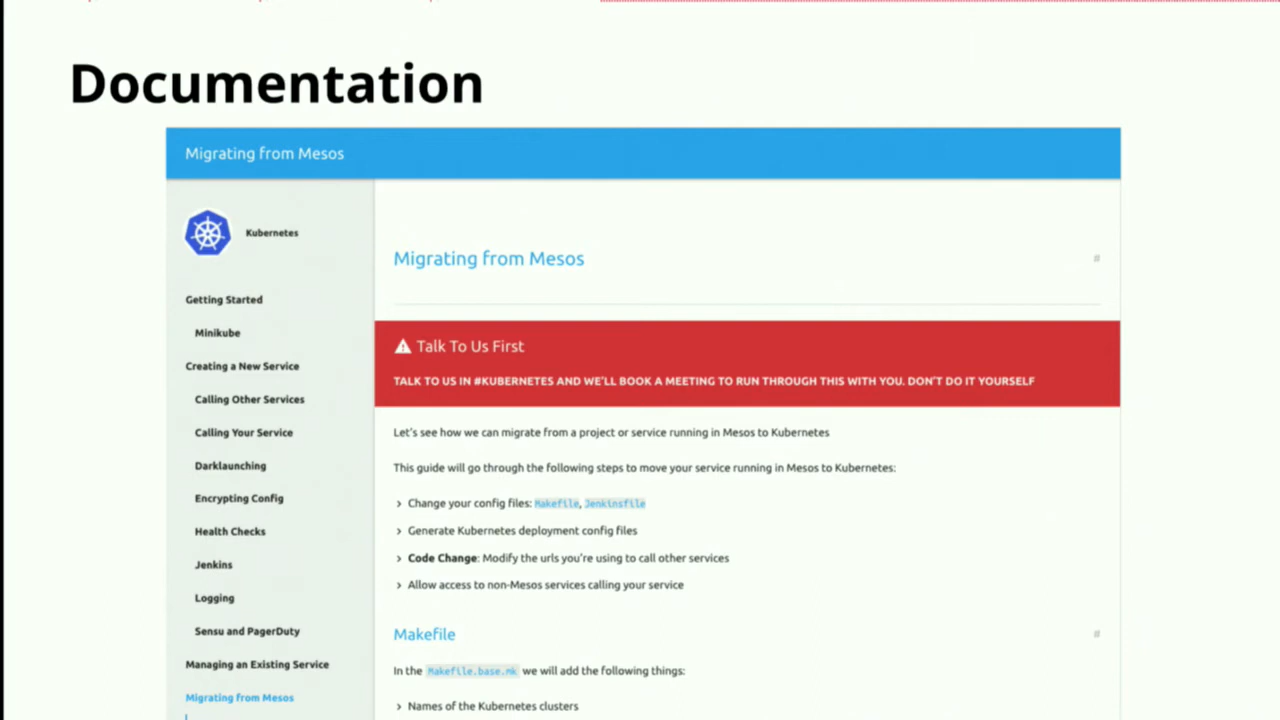 Documentation
Migrating from Mesos
Kubernetes
Getting Started
Minikube
Creating a New Service
Calling Other Services
Calling Your Service
Darklaunching
Encrypting Config
Health Checks
Jenkins
Logging
Sensu and PagerDuty
Managing an Existing Service
Migrating from Mesos
Migrating from Mesos #
Talk To Us First
TALK TO US IN #KUBERNETES AND WE'LL BOOK A MEETING TO RUN THROUGH THIS WITH YOU. DON'T DO IT YOURSELF
Let's see how we can migrate from a project or service running in Mesos to Kubernetes
This guide will go through the following steps to move your service running in Mesos to Kubernetes:
› Change your config files: Makefile, Jenkinsfile
› Generate Kubernetes deployment config files
› Code Change: Modify the urls you're using to call other services
› Allow access to non-Mesos services calling your service
Makefile #
In the Makefile.base.mk we will add the following things:
› Names of the Kubernetes clusters